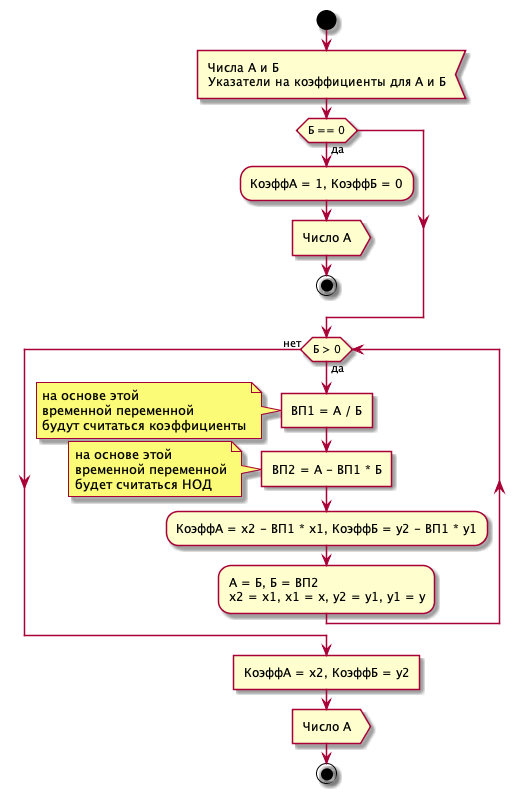 Числа А и Б
Указатели на коэффициенты для А и Б
Б == 0
да
КоэффА = 1, КоэффБ = 0
Число А
нет
Б > 0
да
на основе этой
временной переменной
будут считаться коэффициенты
ВП1 = А / Б
на основе этой
временной переменной
будет считаться НОД
ВП2 = А – ВП1 * Б
КоэффА = x2 – ВП1 * x1, КоэффБ = y2 – ВП1 * y1
А = Б, Б = ВП2
x2 = x1, x1 = x, y2 = y1, y1 = y
КоэффА = x2, КоэффБ = y2
Число А